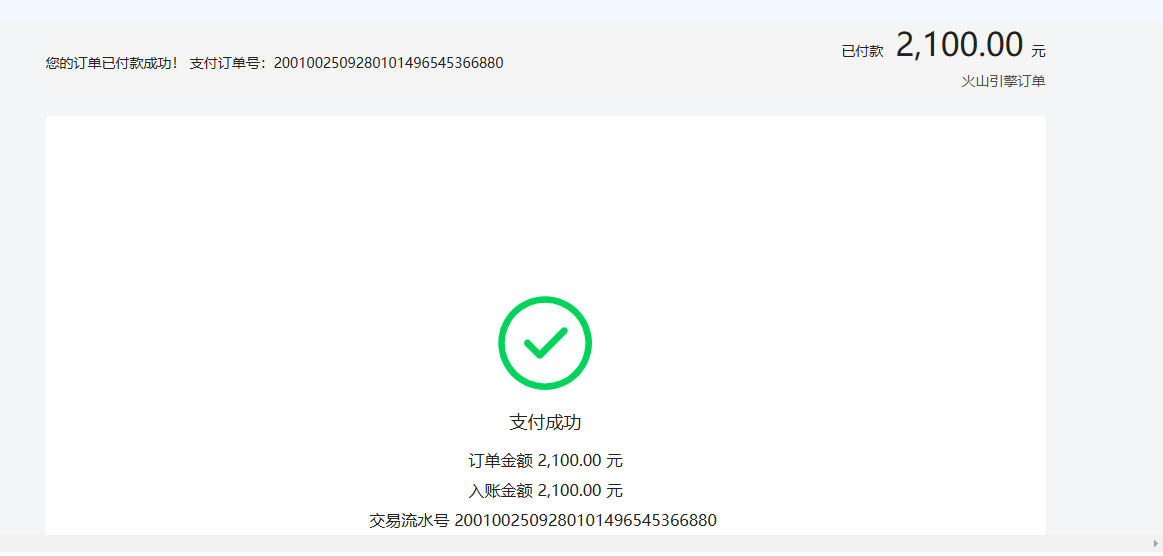 您的订单已付款成功！ 支付订单号：2001002509280101496545366880
已付款 2,100.00 元
火山引擎订单
支付成功
订单金额 2,100.00 元
入账金额 2,100.00 元
交易流水号 2001002509280101496545366880